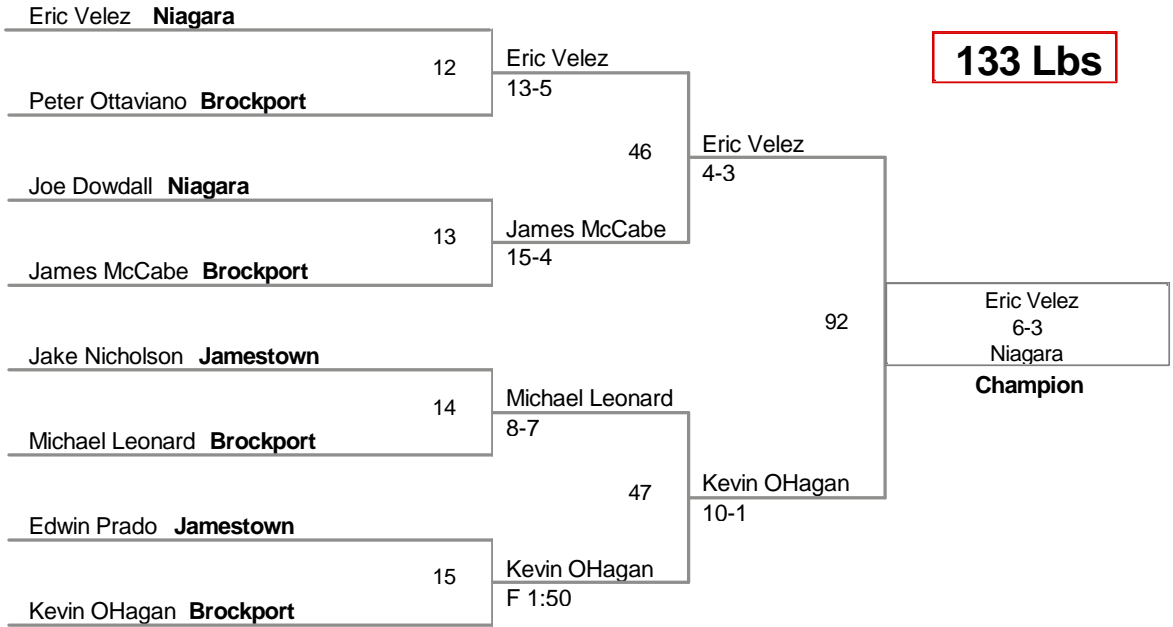 Eric Velez Niagara
12
Peter Ottaviano Brockport
Eric Velez
13-5
133 Lbs
46
Eric Velez
4-3
Joe Dowdall Niagara
13
James McCabe Brockport
James McCabe
15-4
92
Eric Velez
6-3
Niagara
Champion
Jake Nicholson Jamestown
14
Michael Leonard Brockport
Michael Leonard
8-7
47
Kevin OHagan
10-1
Edwin Prado Jamestown
15
Kevin OHagan Brockport
Kevin OHagan
F 1:50